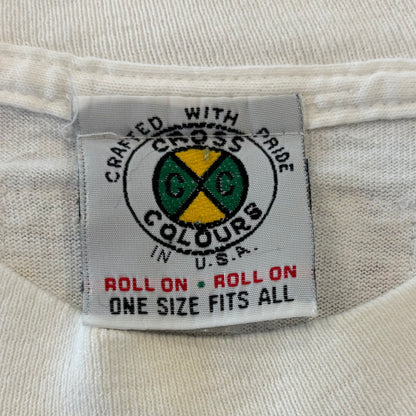 CRAFTED WITH PRIDE
CROSS
C C
COLOURS
IN U.S.A.
ROLL ON • ROLL ON
ONE SIZE FITS ALL